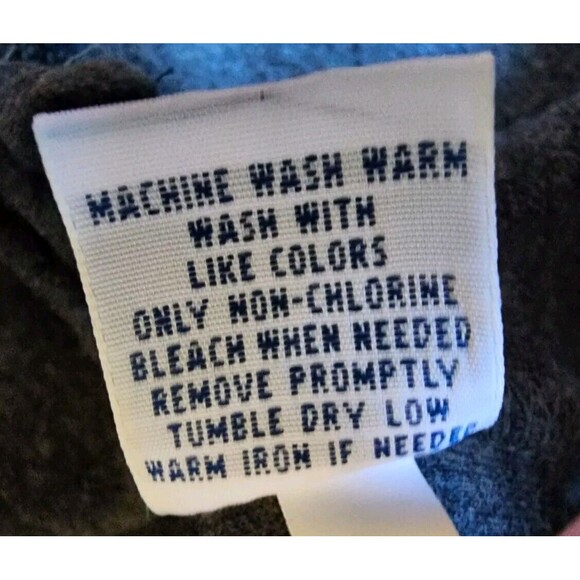 MACHINE WASH WARM
WASH WITH
LIKE COLORS
ONLY NON-CHLORINE
BLEACH WHEN NEEDED
REMOVE PROMPTLY
TUMBLE DRY LOW
WARM IRON IF NEEDED